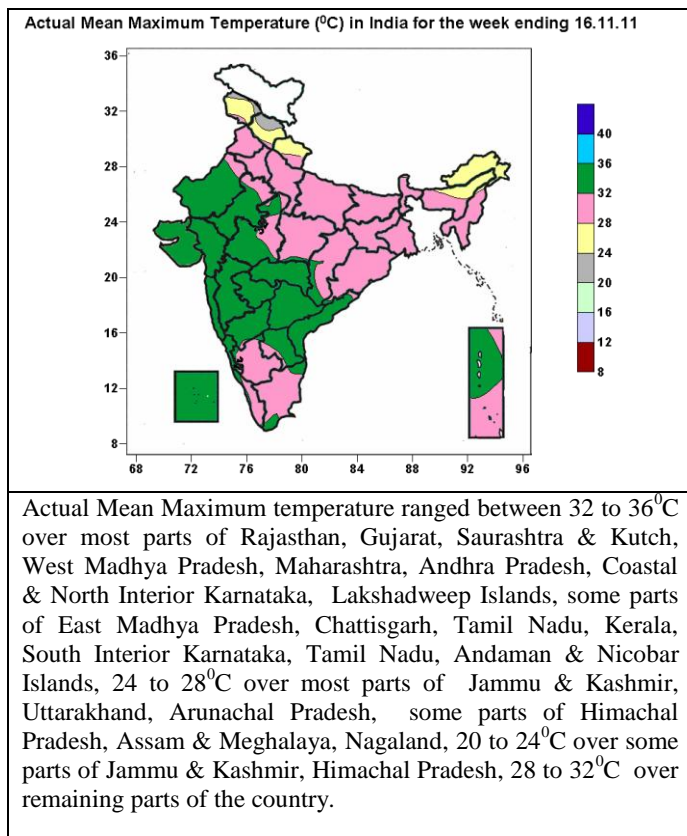 Actual Mean Maximum Temperature (⁰C) in India for the week ending 16.11.11
36
32
28
24
20
16
12
8
68 72 76 80 84 88 92 96
40
36
32
28
24
20
16
12
8
Actual Mean Maximum temperature ranged between 32 to 36⁰C
over most parts of Rajasthan, Gujarat, Saurashtra & Kutch,
West Madhya Pradesh, Maharashtra, Andhra Pradesh, Coastal
& North Interior Karnataka, Lakshadweep Islands, some parts
of East Madhya Pradesh, Chattisgarh, Tamil Nadu, Kerala,
South Interior Karnataka, Tamil Nadu, Andaman & Nicobar
Islands, 24 to 28⁰C over most parts of Jammu & Kashmir,
Uttarakhand, Arunachal Pradesh, some parts of Himachal
Pradesh, Assam & Meghalaya, Nagaland, 20 to 24⁰C over some
parts of Jammu & Kashmir, Himachal Pradesh, 28 to 32⁰C over
remaining parts of the country.